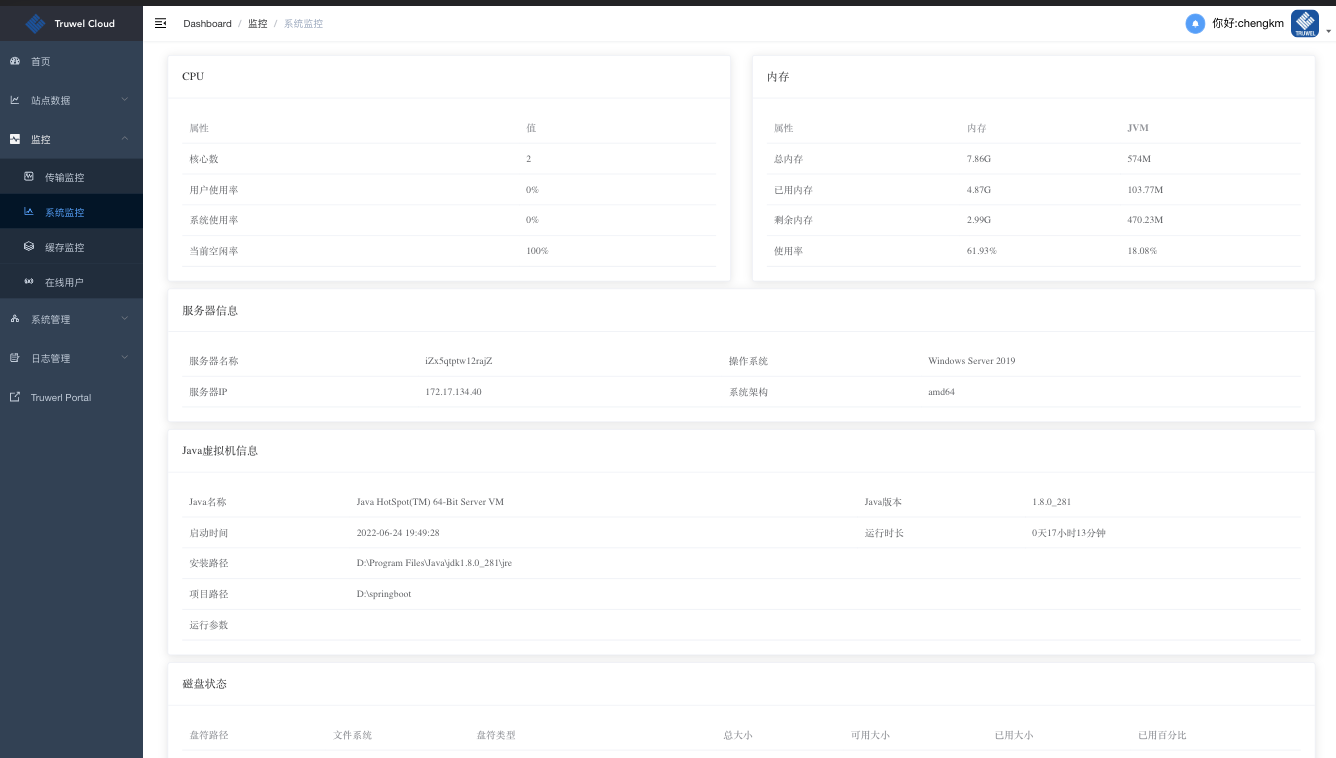 Truwel Cloud
Dashboard / 监控 / 系统监控
你好:chengkm
TRUWEL
首页
站点数据
监控
传输监控
系统监控
缓存监控
在线用户
系统管理
日志管理
Truwerl Portal
CPU
属性 值
核心数 2
用户使用率 0%
系统使用率 0%
当前空闲率 100%
内存
属性 内存 JVM
总内存 7.86G 574M
已用内存 4.87G 103.77M
剩余内存 2.99G 470.23M
使用率 61.93% 18.08%
服务器信息
服务器名称 iZx5qtptw12rajZ 操作系统 Windows Server 2019
服务器IP 172.17.134.40 系统架构 amd64
Java虚拟机信息
Java名称 Java HotSpot(TM) 64-Bit Server VM Java版本 1.8.0_281
启动时间 2022-06-24 19:49:28 运行时长 0天17小时13分钟
安装路径 D:\Program Files\Java\jdk1.8.0_281\jre
项目路径 D:\springboot
运行参数
磁盘状态
盘符路径 文件系统 盘符类型 总大小 可用大小 已用大小 已用百分比